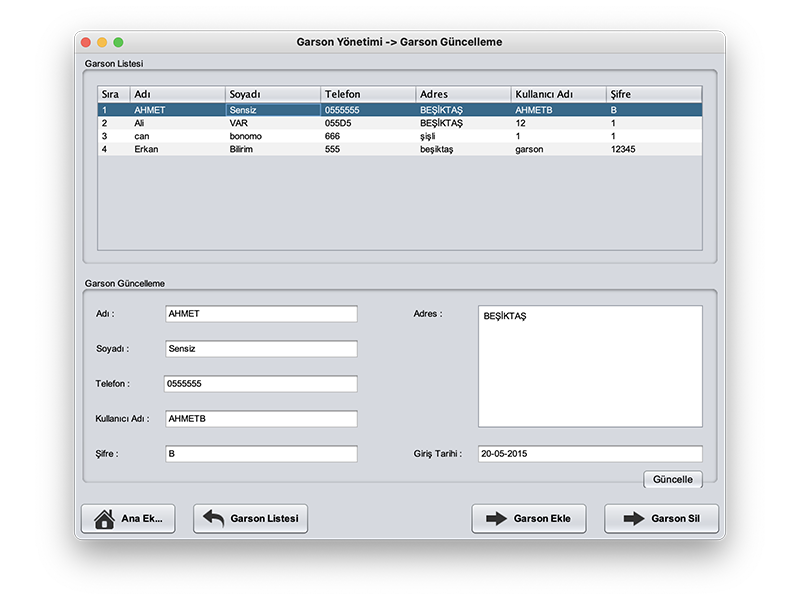 Garson Yönetimi -> Garson Güncelleme
Garson Listesi
Sıra Adı Soyadı Telefon Adres Kullanıcı Adı Şifre
1 AHMET Sensiz 0555555 BEŞİKTAŞ AHMETB B
2 Ali VAR 055D5 BEŞİKTAŞ 12 1
3 can bonomo 666 şişli 1 1
4 Erkan Bilirim 555 beşiktaş garson 12345
Garson Güncelleme
Adı : AHMET Adres : BEŞİKTAŞ
Soyadı : Sensiz
Telefon : 0555555
Kullanıcı Adı : AHMETB
Şifre : B Giriş Tarihi : 20-05-2015
Güncelle
Ana Ek... Garson Listesi Garson Ekle Garson Sil